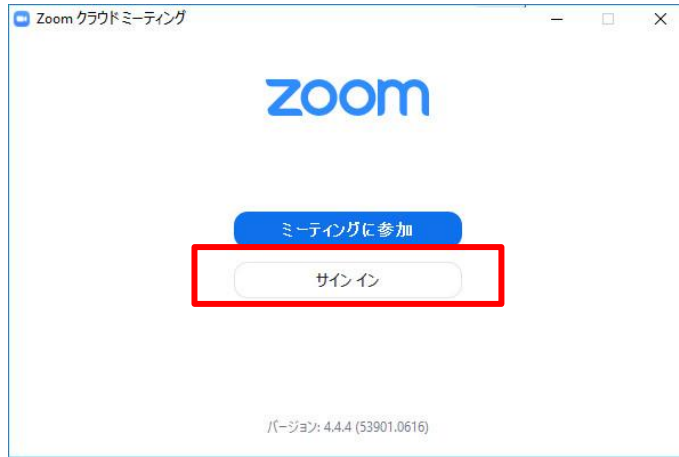 Zoom クラウドミーティング
zoom
ミーティングに参加
サイン イン
バージョン: 4.4.4 (53901.0616)